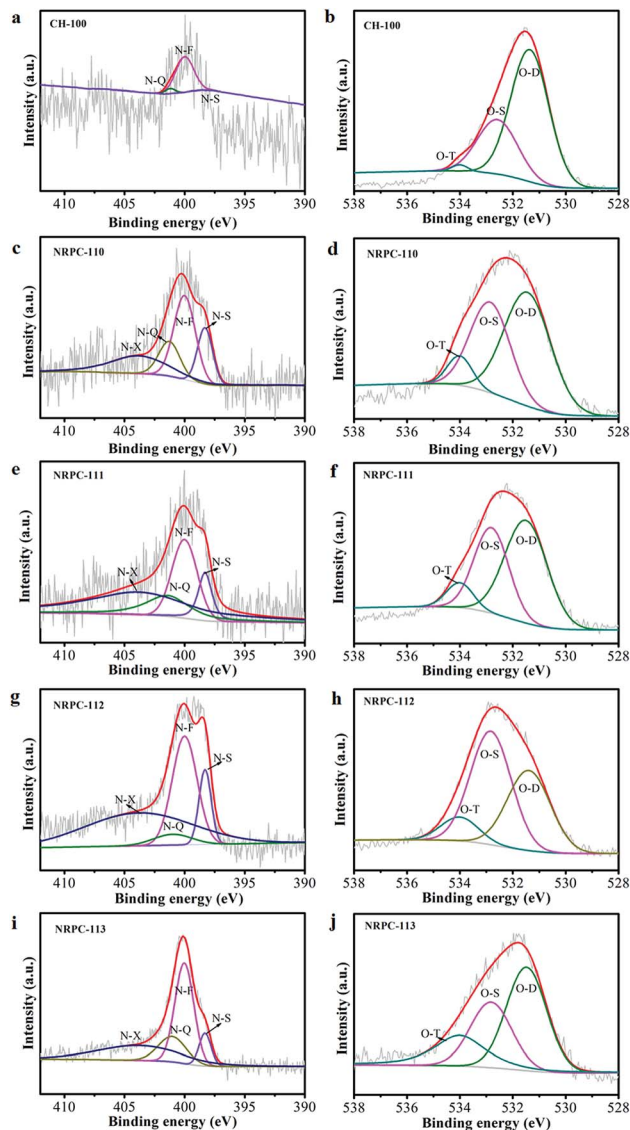 a
CH-100
N-F
N-Q
N-S
Intensity (a.u.)
410 405 400 395 390
Binding energy (eV)
b
CH-100
O-D
O-S
O-T
Intensity (a.u.)
538 536 534 532 530 528
Binding energy (eV)
c
NRPC-110
N-Q
N-F
N-S
N-X
Intensity (a.u.)
410 405 400 395 390
Binding energy (eV)
d
NRPC-110
O-S
O-D
O-T
Intensity (a.u.)
538 536 534 532 530 528
Binding energy (eV)
e
NRPC-111
N-F
N-S
N-X
N-Q
Intensity (a.u.)
410 405 400 395 390
Binding energy (eV)
f
NRPC-111
O-S
O-D
O-T
Intensity (a.u.)
538 536 534 532 530 528
Binding energy (eV)
g
NRPC-112
N-F
N-S
N-X
N-Q
Intensity (a.u.)
410 405 400 395 390
Binding energy (eV)
h
NRPC-112
O-S
O-D
O-T
Intensity (a.u.)
538 536 534 532 530 528
Binding energy (eV)
i
NRPC-113
N-F
N-S
N-X
N-Q
Intensity (a.u.)
410 405 400 395 390
Binding energy (eV)
j
NRPC-113
O-S
O-D
O-T
Intensity (a.u.)
538 536 534 532 530 528
Binding energy (eV)